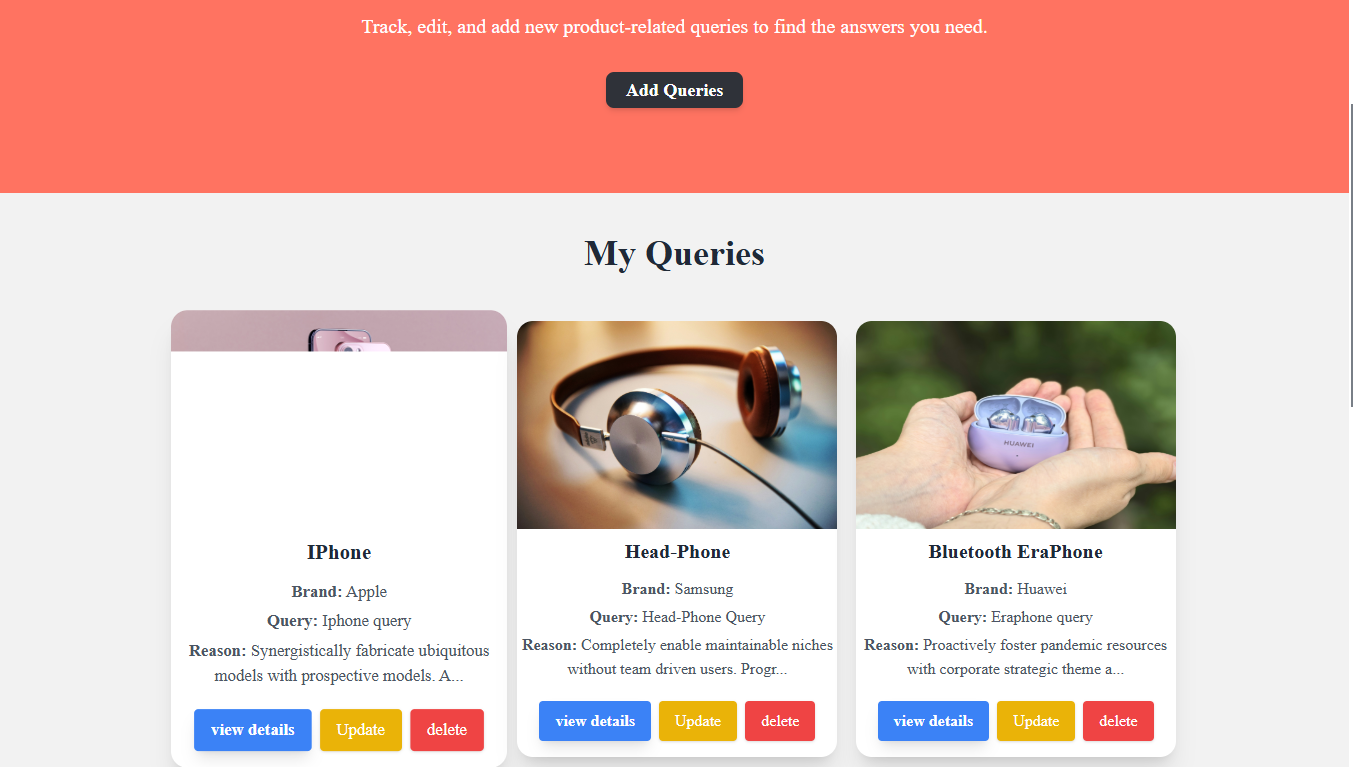 Track, edit, and add new product-related queries to find the answers you need.
Add Queries
My Queries
IPhone
Brand: Apple
Query: Iphone query
Reason: Synergistically fabricate ubiquitous
models with prospective models. A...
view details
Update
delete
Head-Phone
Brand: Samsung
Query: Head-Phone Query
Reason: Completely enable maintainable niches
without team driven users. Progr...
view details
Update
delete
HUAWEI
Bluetooth EraPhone
Brand: Huawei
Query: Eraphone query
Reason: Proactively foster pandemic resources
with corporate strategic theme a...
view details
Update
delete